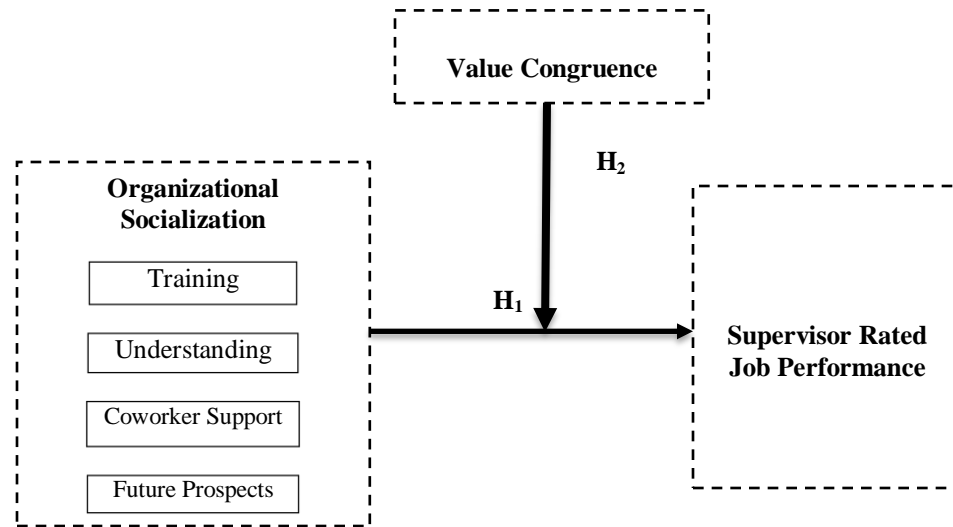 Value Congruence
H₂
Organizational
Socialization
Training
Understanding
Coworker Support
Future Prospects
H₁
Supervisor Rated
Job Performance